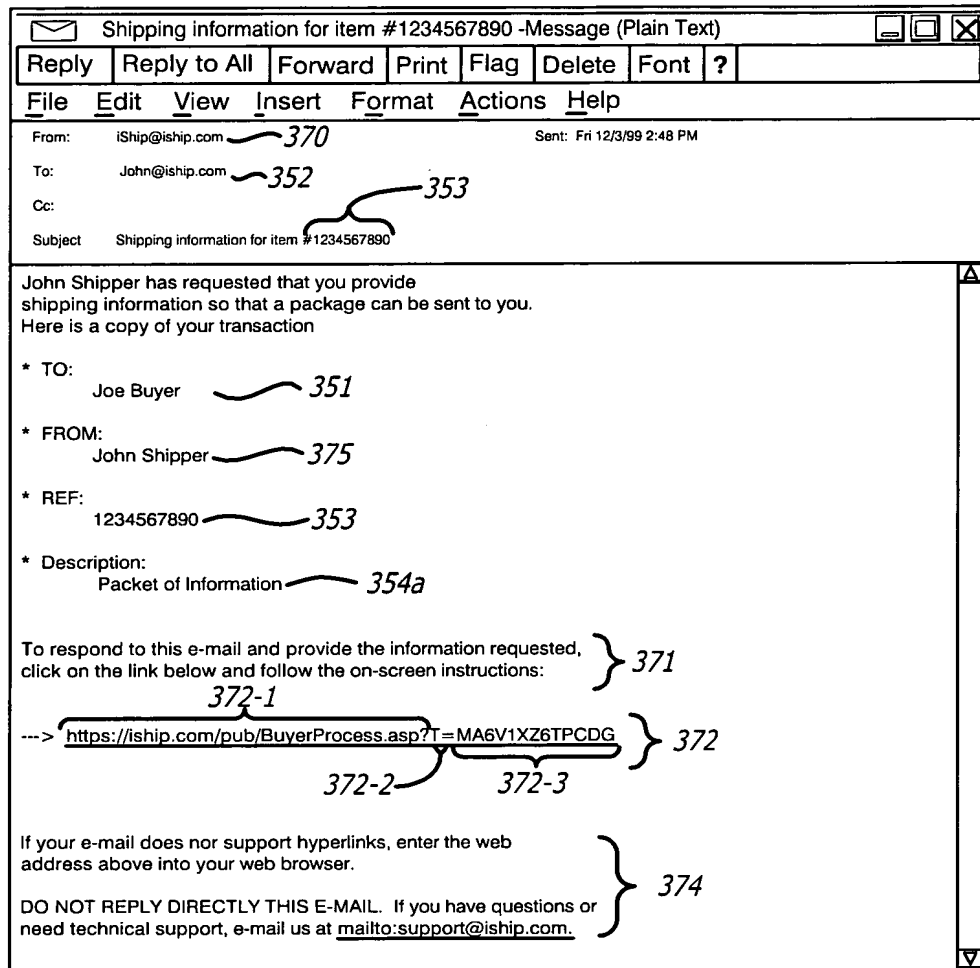 Shipping information for item #1234567890 -Message (Plain Text)
Reply Reply to All Forward Print Flag Delete Font ?
File Edit View Insert Format Actions Help
From: iShip@iship.com 370 Sent: Fri 12/3/99 2:48 PM
To: John@iship.com 352
353
Cc:
Subject Shipping information for item #1234567890
John Shipper has requested that you provide
shipping information so that a package can be sent to you.
Here is a copy of your transaction
* TO:
Joe Buyer 351
* FROM:
John Shipper 375
* REF:
1234567890 353
* Description:
Packet of Information 354a
To respond to this e-mail and provide the information requested,
click on the link below and follow the on-screen instructions:
371
372-1
---> https://iship.com/pub/BuyerProcess.asp?T=MA6V1XZ6TPCDG 372
372-2 372-3
If your e-mail does nor support hyperlinks, enter the web
address above into your web browser.
374
DO NOT REPLY DIRECTLY THIS E-MAIL. If you have questions or
need technical support, e-mail us at mailto:support@iship.com.